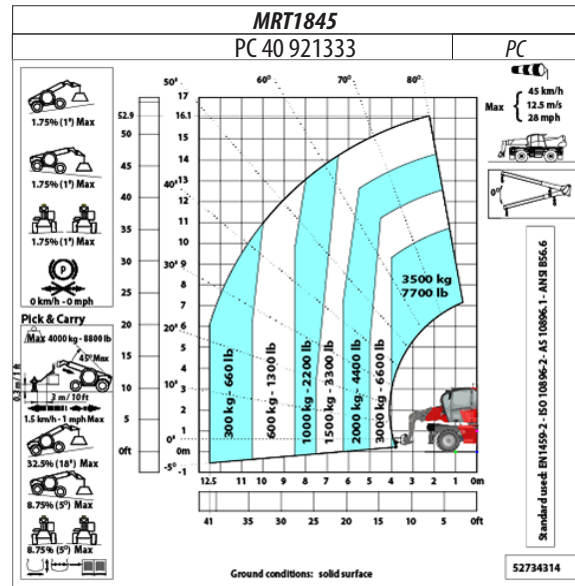 MRT1845
PC 40 921333
PC
1.75% (1°) Max
1.75% (1°) Max
1.75% (1°) Max
P
0 km/h - 0 mph
Pick & Carry
Max 4000 kg - 8800 lb
45° Max
0.3 m / 1 ft
3 m / 10 ft
1.5 km/h - 1 mph Max
32.5% (18°) Max
8.75% (5°) Max
8.75% (5°) Max
50°
60°
70°
80°
40°
30°
20°
10°
0°
-5°
52.9
50
45
40
35
30
25
20
15
10
5
0ft
17
16.1
15
14
13
12
11
10
9
8
7
6
5
4
3
2
1
0m
-1
300 kg - 660 lb
600 kg - 1300 lb
1000 kg - 2200 lb
1500 kg - 3300 lb
2000 kg - 4400 lb
3000 kg - 6600 lb
3500 kg
7700 lb
12.5 11 10 9 8 7 6 5 4 3 2 1 0m
41 35 30 25 20 15 10 5 0ft
Max
45 km/h
12.5 m/s
28 mph
0°
Standard used: EN1459-2 - ISO 10896-2 - AS 10896.1 - ANSI B56.6
Ground conditions: solid surface
52734314